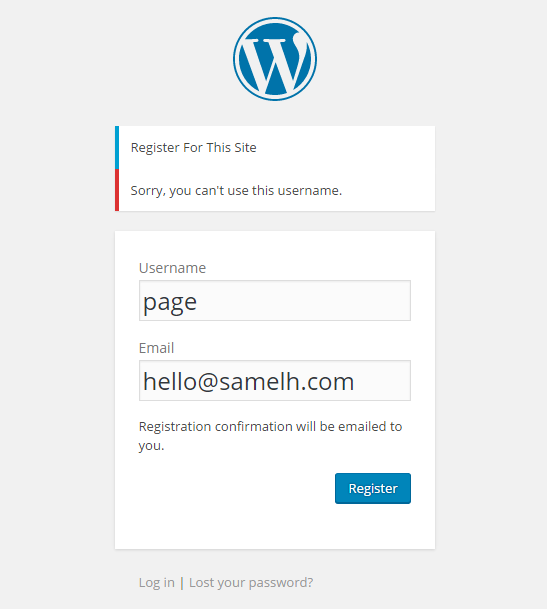 Register For This Site
Sorry, you can't use this username.
Username
page
Email
hello@samelh.com
Registration confirmation will be emailed to
you.
Register
Log in | Lost your password?